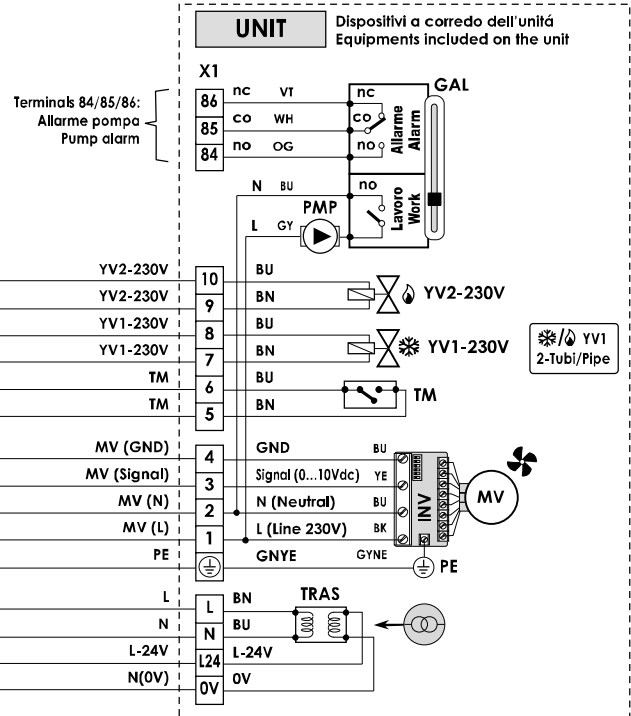 UNIT
Dispositivi a corredo dell'unitá
Equipments included on the unit
X1
GAL
Terminals 84/85/86:
Allarme pompa
Pump alarm
86 nc VT nc
85 co WH co
84 no OG no
Allarme
Alarm
N BU no
Lavoro
Work
PMP
L GY
YV2-230V 10 BU
YV2-230V 9 BN
YV2-230V
YV1-230V 8 BU
YV1-230V 7 BN
YV1-230V
/ YV1
2-Tubi/Pipe
TM 6 BU
TM 5 BN
TM
MV (GND) 4 GND BU
MV (Signal) 3 Signal (0...10Vdc) YE
MV (N) 2 N (Neutral) BU
MV (L) 1 L (Line 230V) BK
INV
MV
PE GNYE GYNE PE
TRAS
L L BN
N N BU
L-24V L24 L-24V
N(0V) 0V 0V